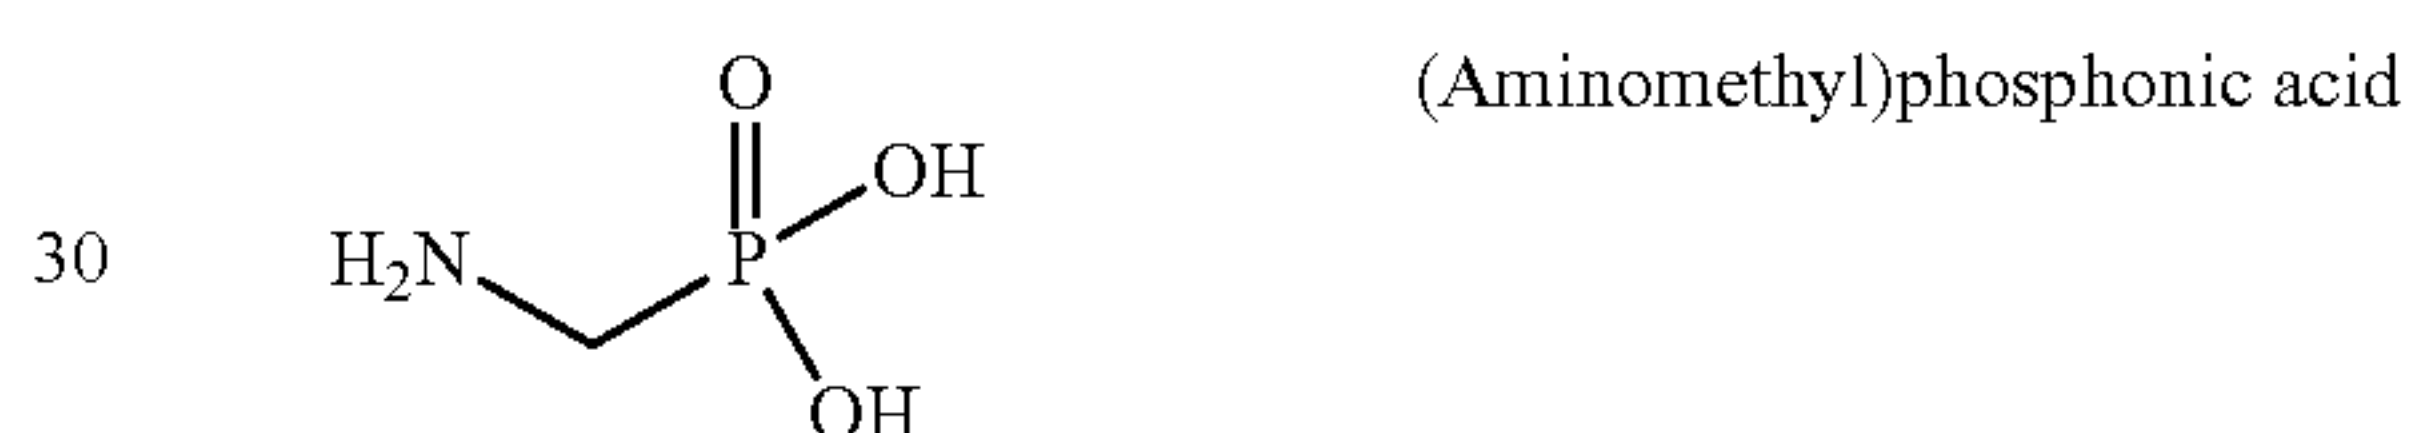 O
(Aminomethyl)phosphonic acid
OH
30
H₂N
P
OH